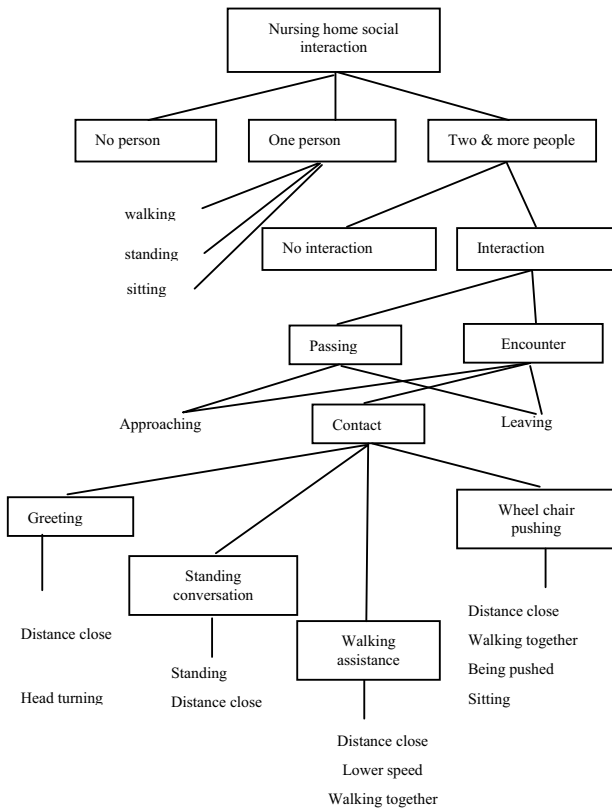 Nursing home social
interaction
No person
One person
Two & more people
walking
standing
sitting
No interaction
Interaction
Passing
Encounter
Approaching
Contact
Leaving
Greeting
Wheel chair
pushing
Standing
conversation
Distance close
Head turning
Standing
Distance close
Walking
assistance
Distance close
Walking together
Being pushed
Sitting
Distance close
Lower speed
Walking together